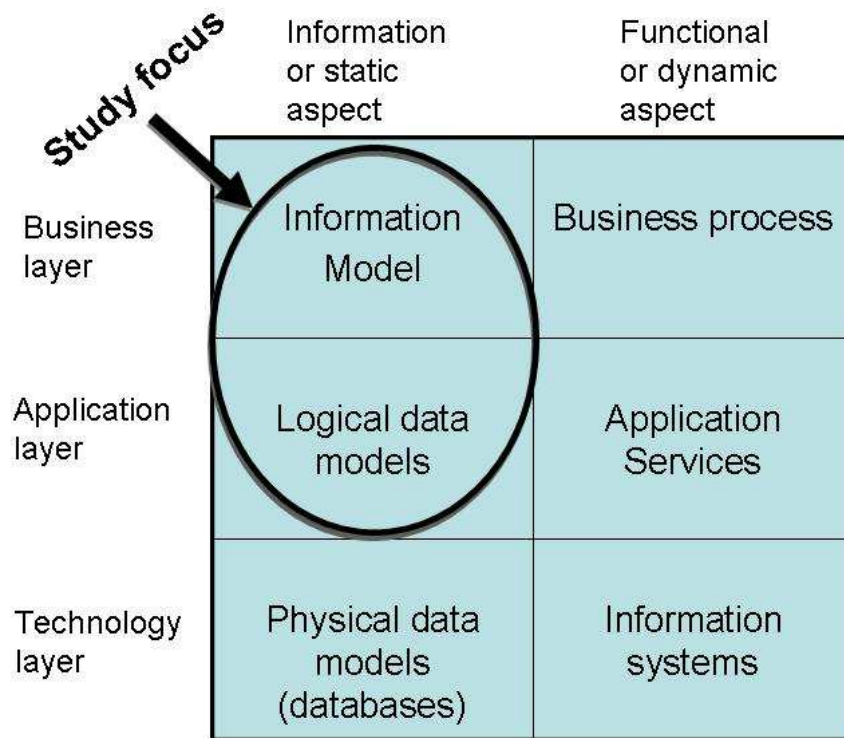 Study focus
Information
or static
aspect
Functional
or dynamic
aspect
Business
layer
Information
Model
Business process
Application
layer
Logical data
models
Application
Services
Technology
layer
Physical data
models
(databases)
Information
systems